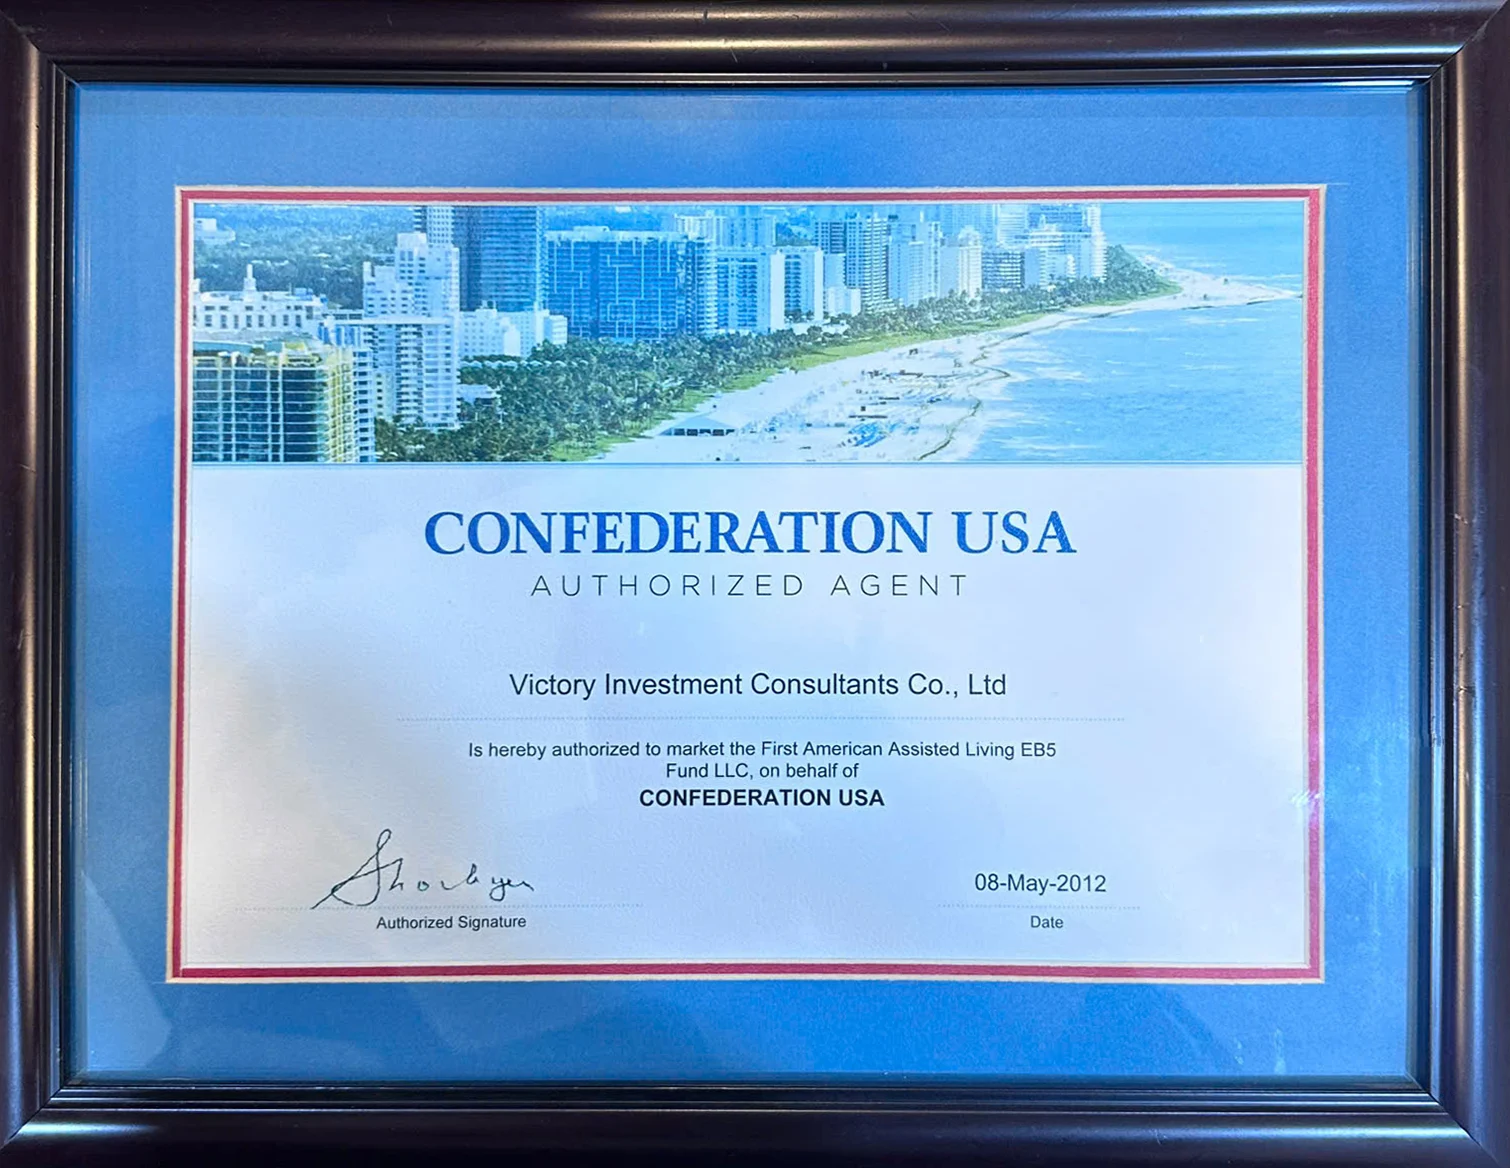 CONFEDERATION USA
AUTHORIZED AGENT
Victory Investment Consultants Co., Ltd
Is hereby authorized to market the First American Assisted Living EB5
Fund LLC, on behalf of
CONFEDERATION USA
08-May-2012
Authorized Signature
Date